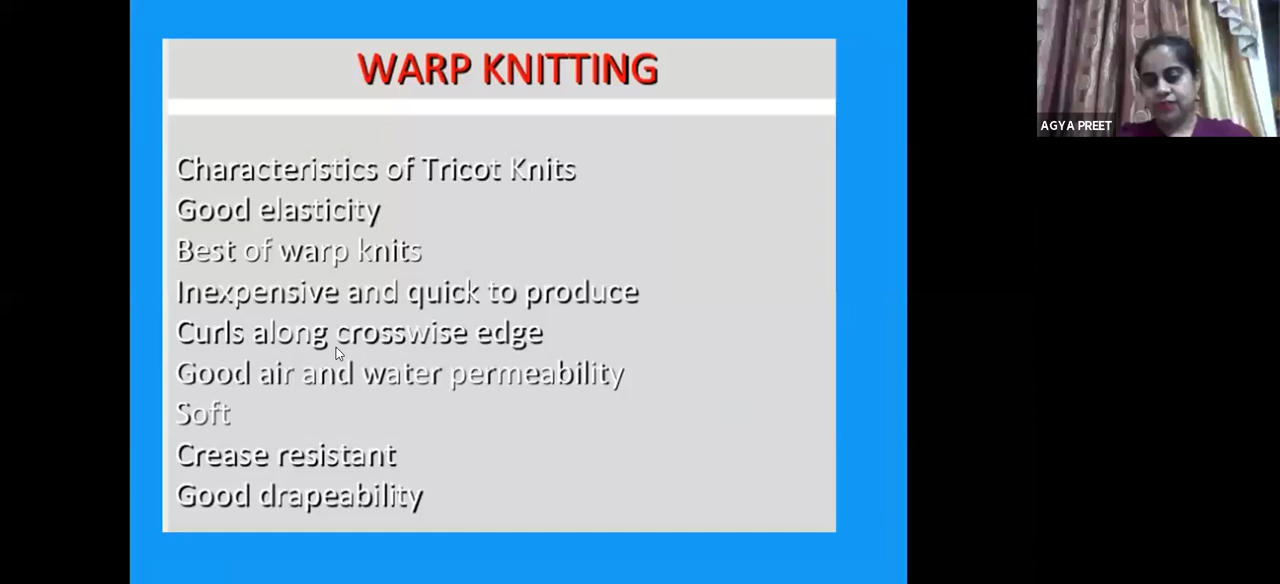 WARP KNITTING
Characteristics of Tricot Knits
Good elasticity
Best of warp knits
Inexpensive and quick to produce
Curls along crosswise edge
Good air and water permeability
Soft
Crease resistant
Good drapeability
AGYA PREET